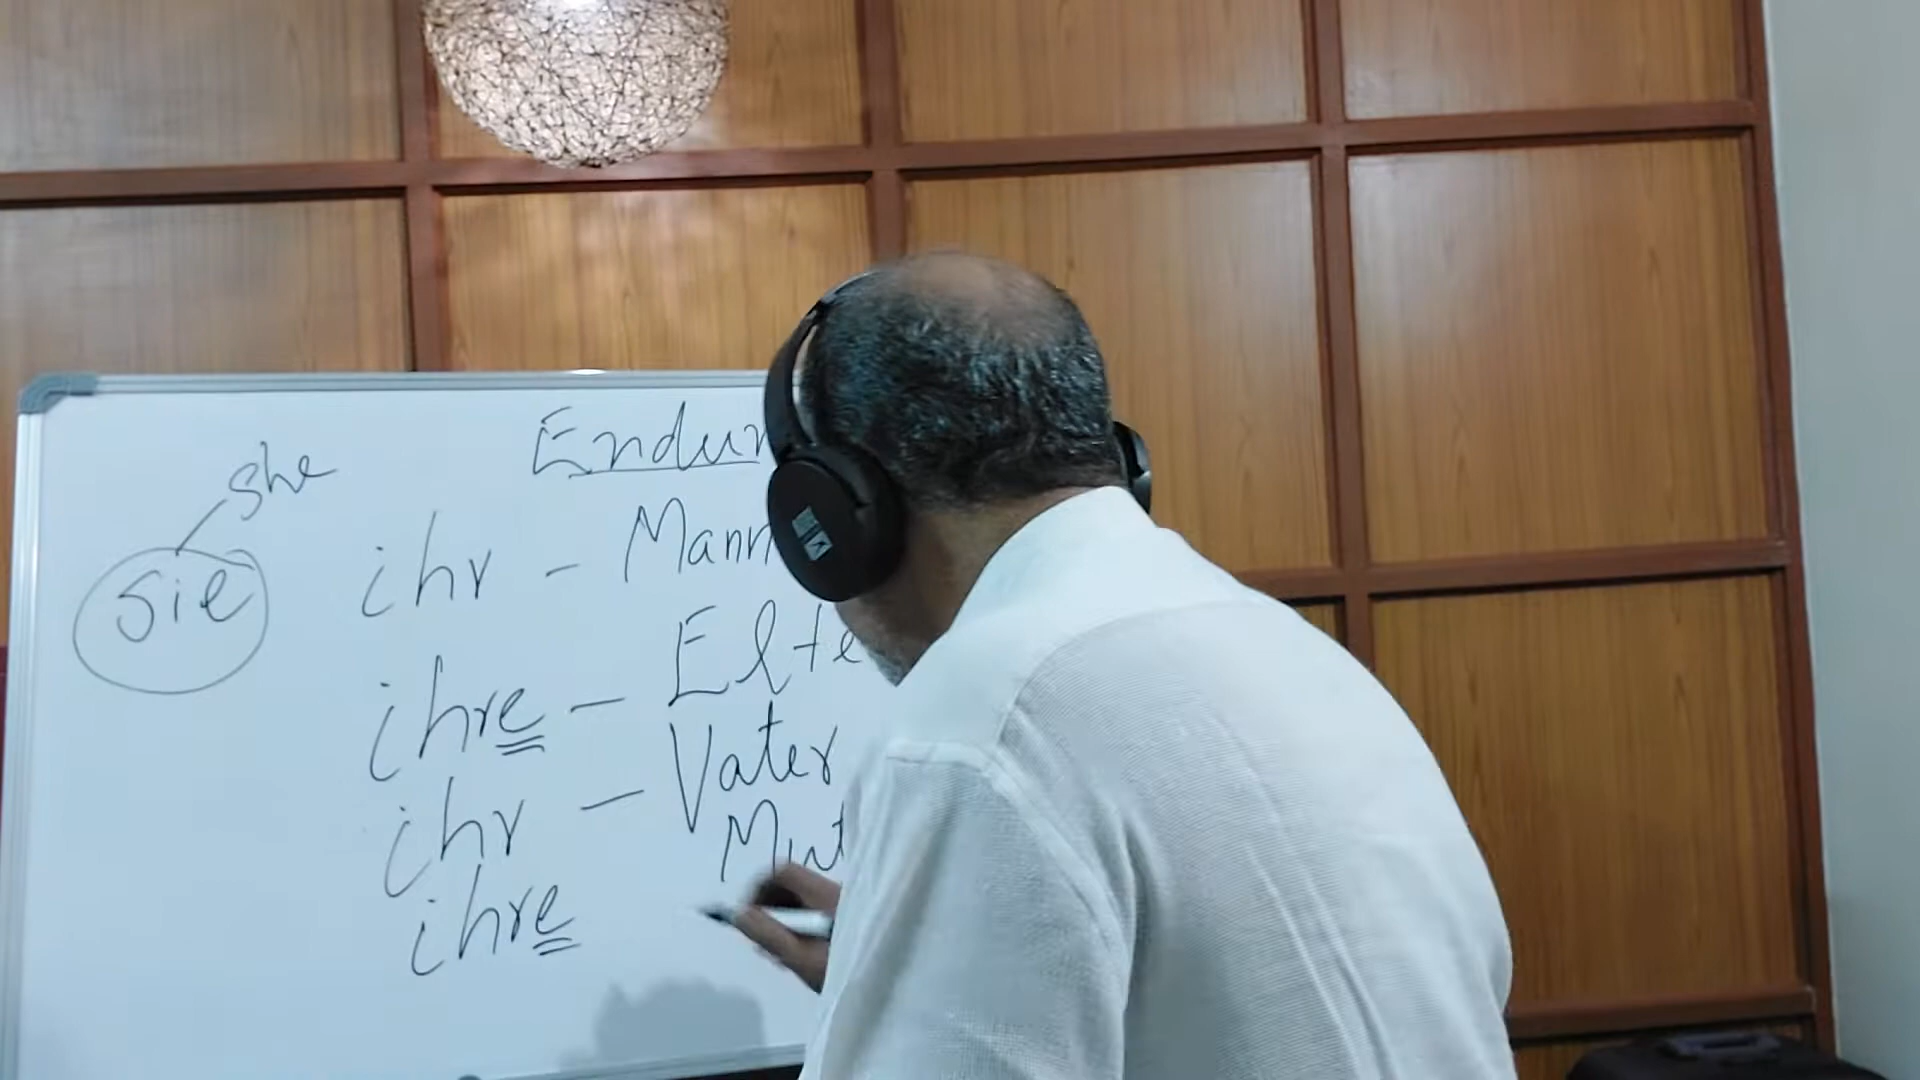 she
sie
ihr - Mann
ihre -
ihr - Vater
ihre